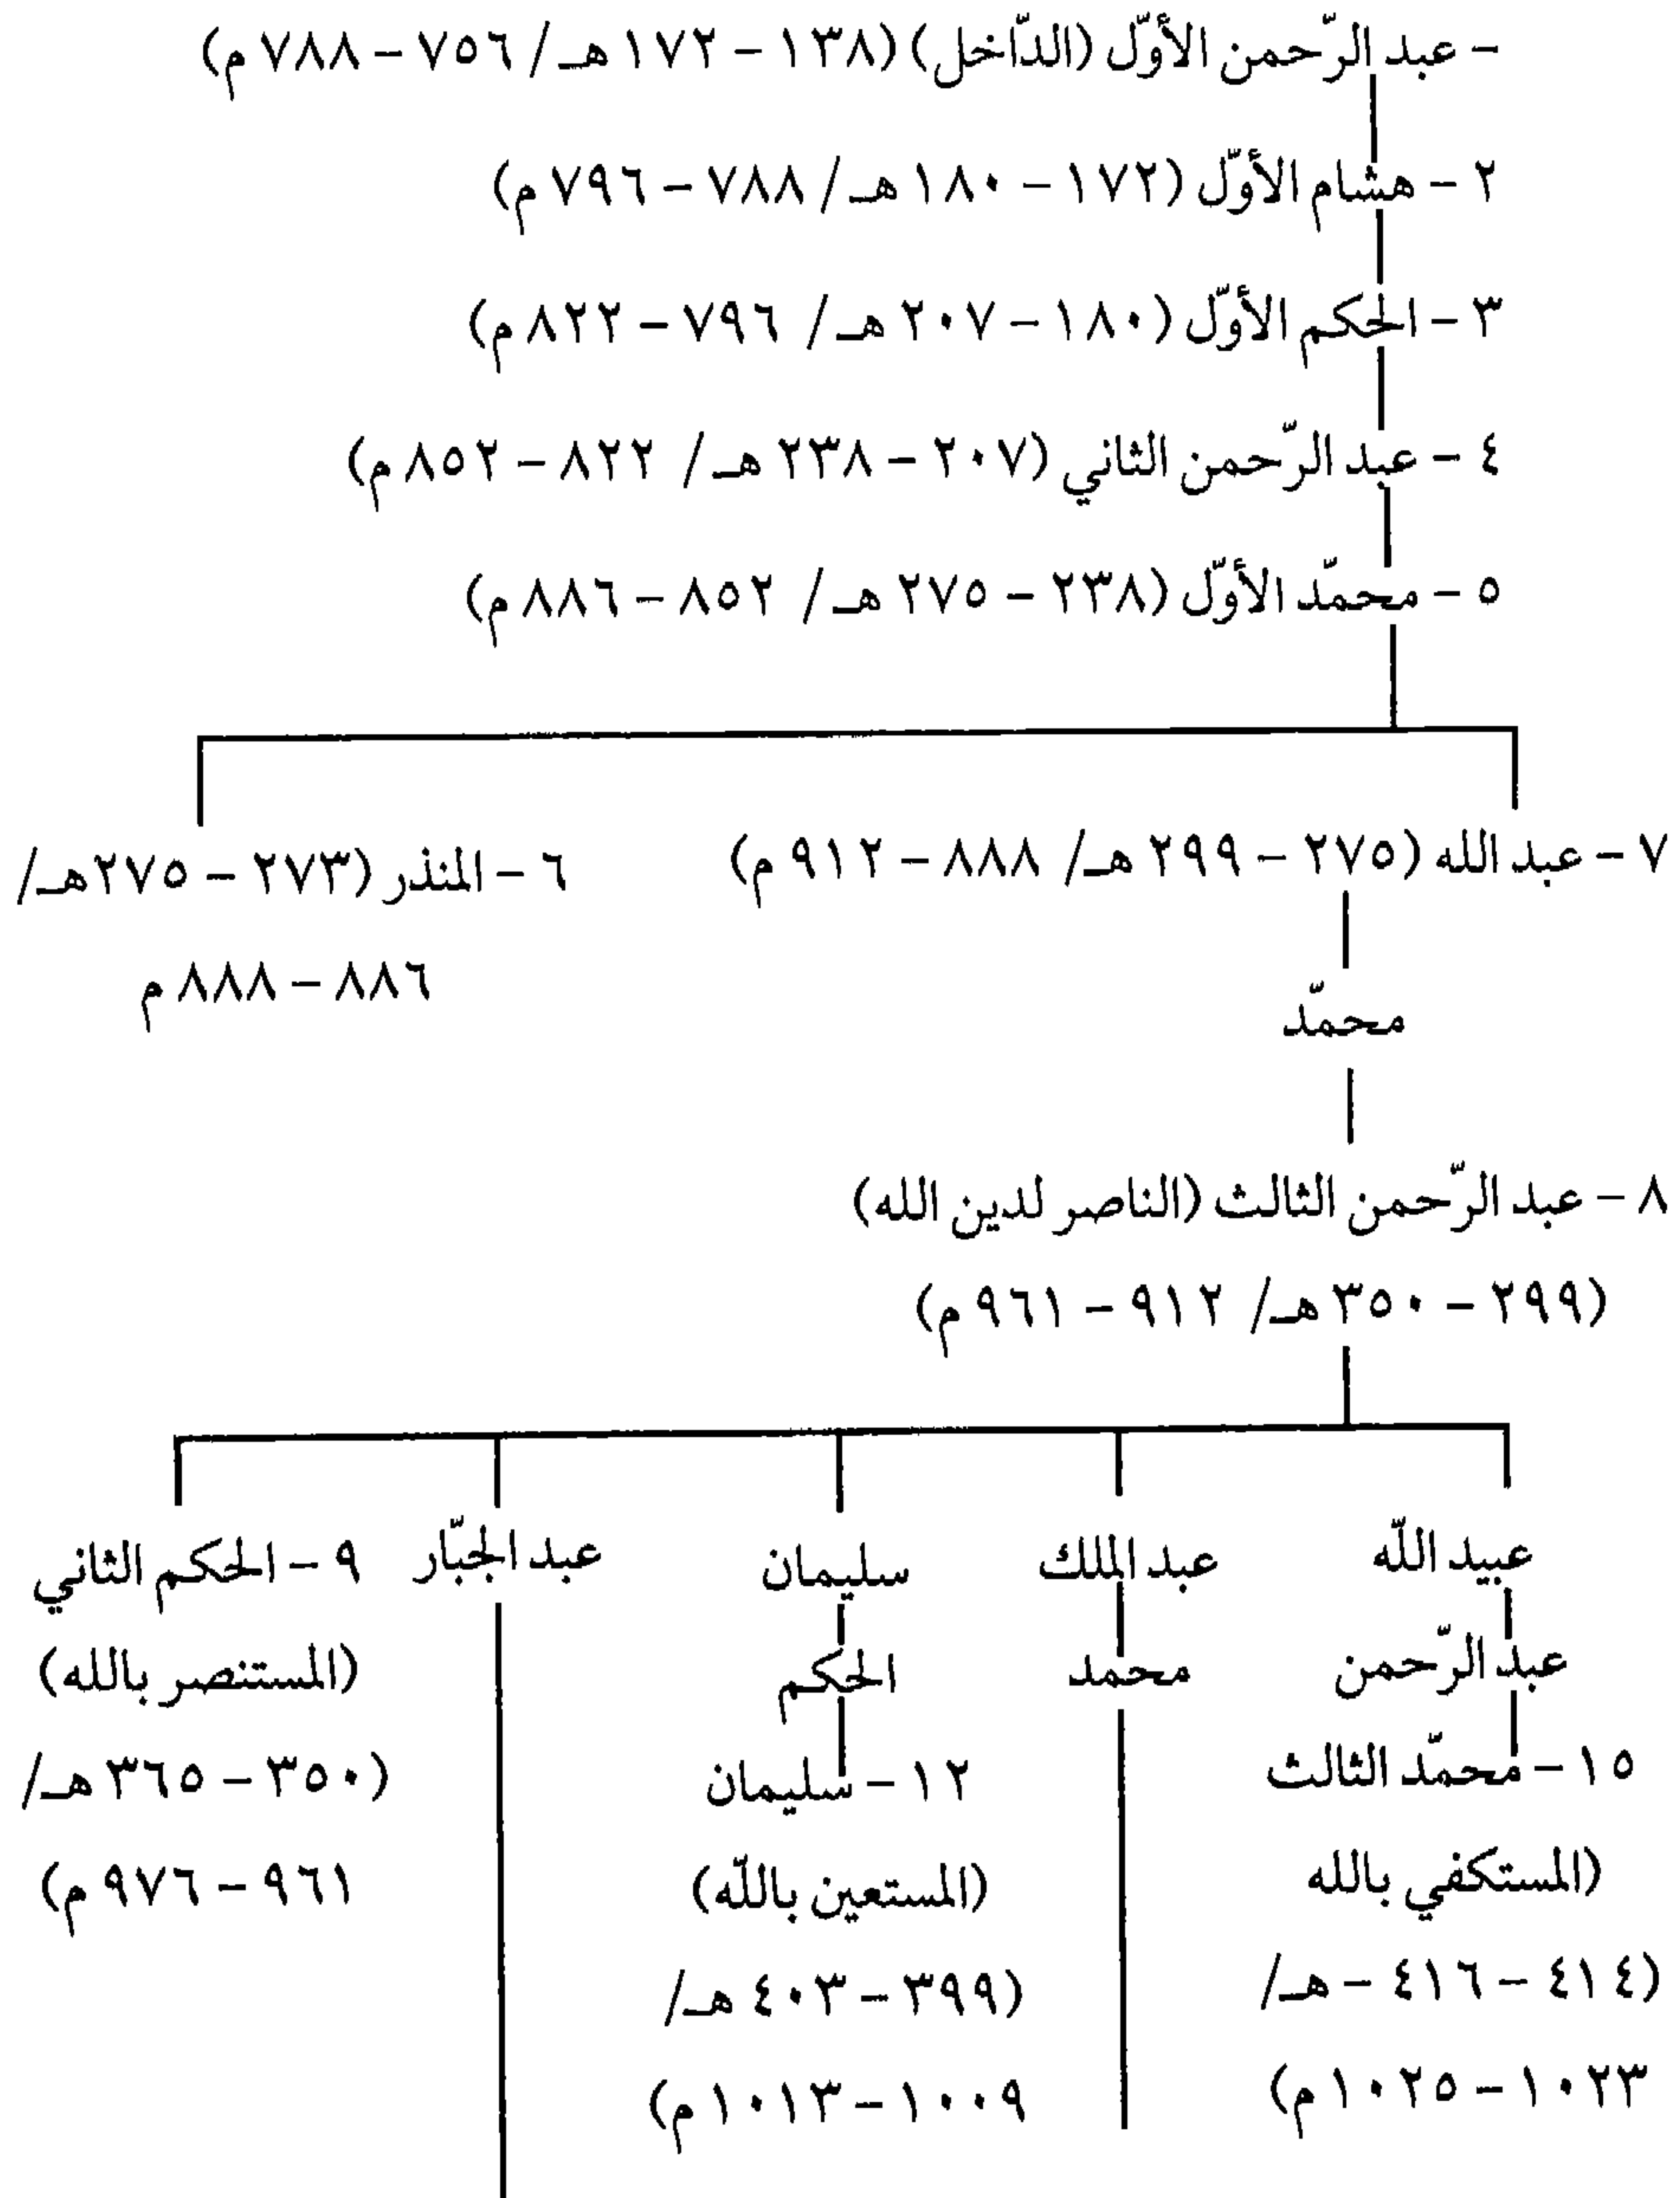 - عبد الرّحمن الأوّل (الدّاخل) (١٣٨ - ١٧٢ هـ / ٧٥٦ - ٧٨٨ م)
٢ - هشام الأوّل (١٧٢ - ١٨٠ هـ / ٧٨٨ - ٧٩٦ م)
٣ - الحكم الأوّل (١٨٠ - ٢٠٧ هـ / ٧٩٦ - ٨٢٢ م)
٤ - عبد الرّحمن الثاني (٢٠٧ - ٢٣٨ هـ / ٨٢٢ - ٨٥٢ م)
٥ - محمّد الأوّل (٢٣٨ - ٢٧٥ هـ / ٨٥٢ - ٨٨٦ م)
٧ - عبد الله (٢٧٥ - ٢٩٩ هـ / ٨٨٨ - ٩١٢ م)
٦ - المنذر (٢٧٣ - ٢٧٥ هـ /
٨٨٦ - ٨٨٨ م
محمّد
٨ - عبد الرّحمن الثالث (الناصر لدين الله)
(٢٩٩ - ٣٥٠ هـ / ٩١٢ - ٩٦١ م)
عبيد اللّه
عبد الرّحمن
١٥ - محمّد الثالث
(المستكفي بالله
(٤١٤ - ٤١٦ - هـ /
١٠٢٣ - ١٠٢٥ م)
عبد الملك
محمد
سليمان
الحكم
١٢ - سليمان
(المستعين باللّه)
(٣٩٩ - ٤٠٣ هـ /
١٠٠٩ - ١٠١٣ م)
عبد الجبّار
٩ - الحكم الثاني
(المستنصر بالله)
(٣٥٠ - ٣٦٥ هـ /
٩٦١ - ٩٧٦ م)